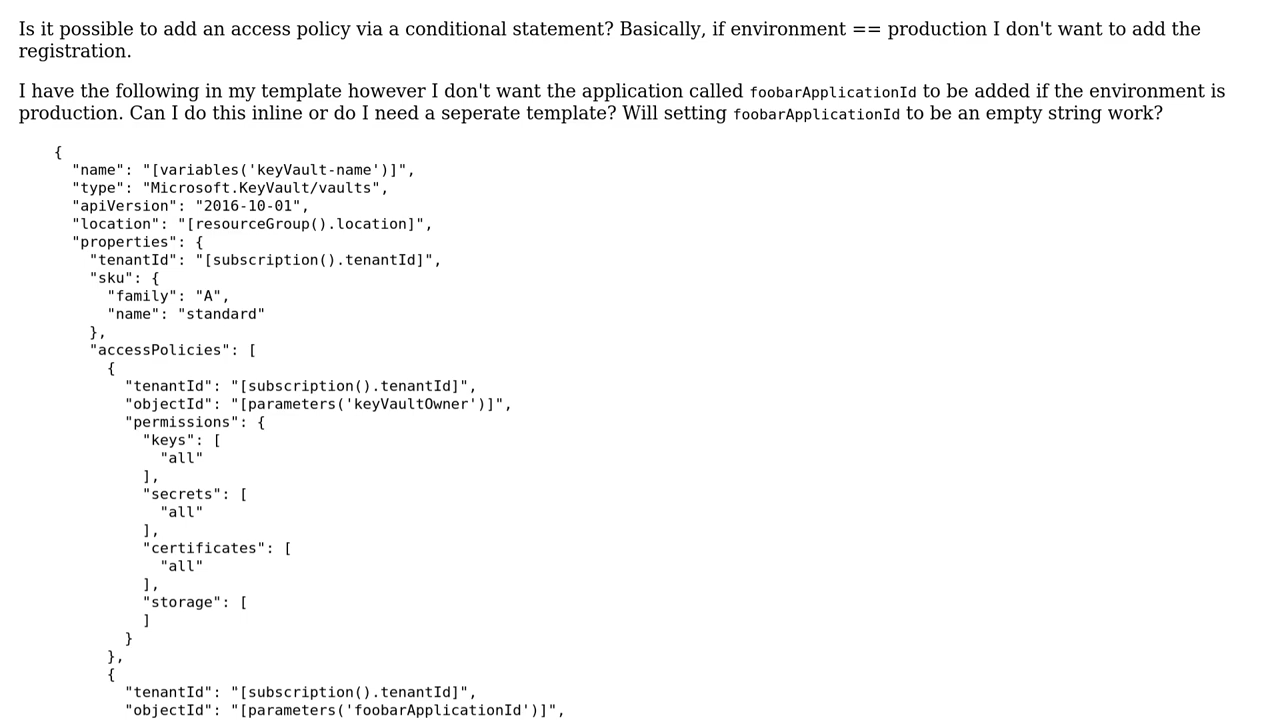 Is it possible to add an access policy via a conditional statement? Basically, if environment == production I don't want to add the
registration.
I have the following in my template however I don't want the application called foobarApplicationId to be added if the environment is
production. Can I do this inline or do I need a seperate template? Will setting foobarApplicationId to be an empty string work?
{
"name": "[variables('keyVault-name')]",
"type": "Microsoft.KeyVault/vaults",
"apiVersion": "2016-10-01",
"location": "[resourceGroup().location]",
"properties": {
"tenantId": "[subscription().tenantId]",
"sku": {
"family": "A",
"name": "standard"
},
"accessPolicies": [
{
"tenantId": "[subscription().tenantId]",
"objectId": "[parameters('keyVaultOwner')]",
"permissions": {
"keys": [
"all"
],
"secrets": [
"all"
],
"certificates": [
"all"
],
"storage": [
]
}
},
{
"tenantId": "[subscription().tenantId]",
"objectId": "[parameters('foobarApplicationId')]",